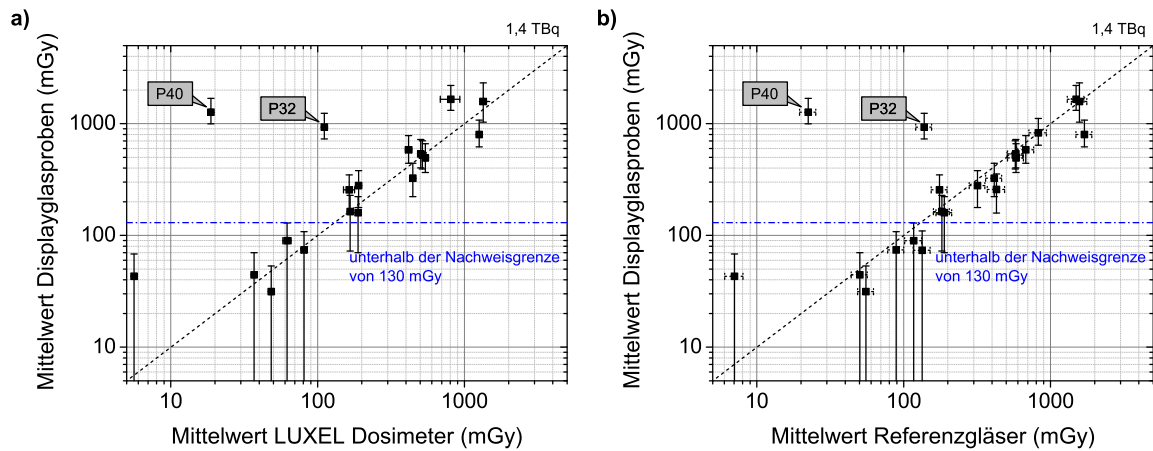 a)
1,4 TBq
Mittelwert Displayglasproben (mGy)
1000
100
10
P40
P32
unterhalb der Nachweisgrenze
von 130 mGy
10
100
1000
Mittelwert LUXEL Dosimeter (mGy)
b)
1,4 TBq
Mittelwert Displayglasproben (mGy)
1000
100
10
P40
P32
unterhalb der Nachweisgrenze
von 130 mGy
10
100
1000
Mittelwert Referenzgläser (mGy)